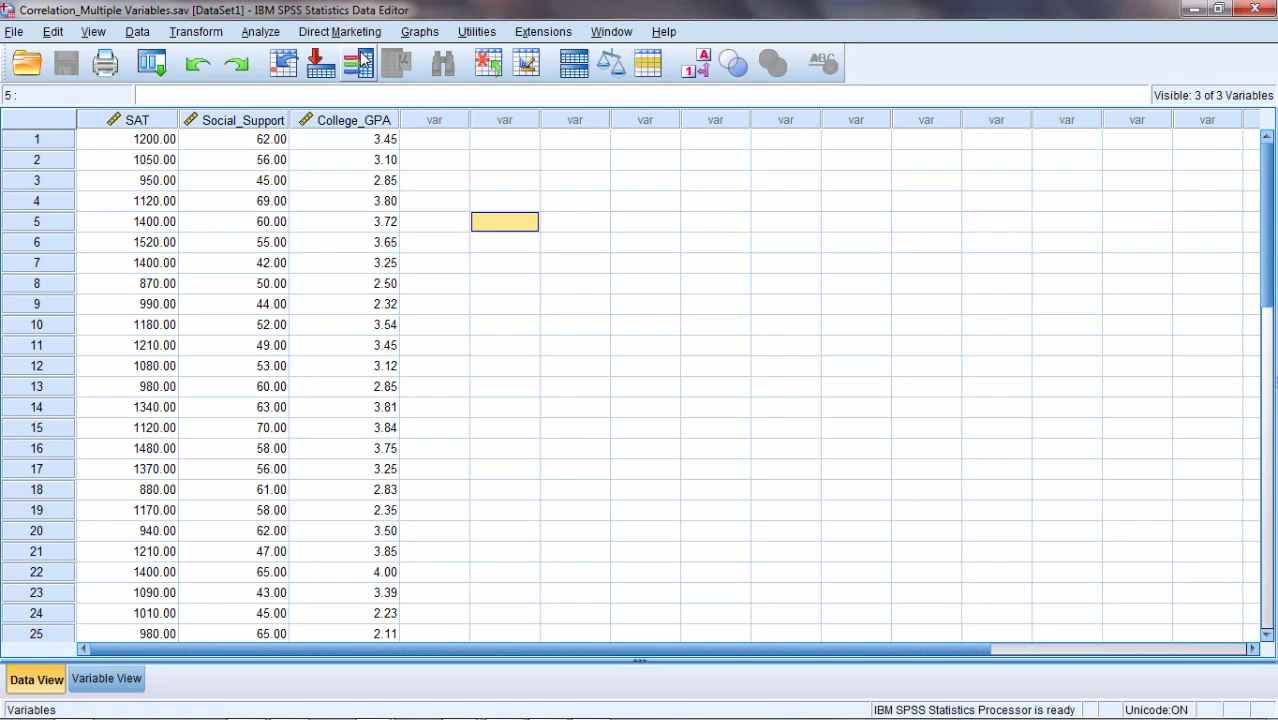 Correlation_Multiple Variables.sav [DataSet1] - IBM SPSS Statistics Data Editor
File Edit View Data Transform Analyze Direct Marketing Graphs Utilities Extensions Window Help
A
1
ABC
5 : Visible: 3 of 3 Variables
SAT Social_Support College_GPA var var var var var var var var var var var var
1 1200.00 62.00 3.45
2 1050.00 56.00 3.10
3 950.00 45.00 2.85
4 1120.00 69.00 3.80
5 1400.00 60.00 3.72
6 1520.00 55.00 3.65
7 1400.00 42.00 3.25
8 870.00 50.00 2.50
9 990.00 44.00 2.32
10 1180.00 52.00 3.54
11 1210.00 49.00 3.45
12 1080.00 53.00 3.12
13 980.00 60.00 2.85
14 1340.00 63.00 3.81
15 1120.00 70.00 3.84
16 1480.00 58.00 3.75
17 1370.00 56.00 3.25
18 880.00 61.00 2.83
19 1170.00 58.00 2.35
20 940.00 62.00 3.50
21 1210.00 47.00 3.85
22 1400.00 65.00 4.00
23 1090.00 43.00 3.39
24 1010.00 45.00 2.23
25 980.00 65.00 2.11
Data View Variable View
Variables IBM SPSS Statistics Processor is ready Unicode:ON